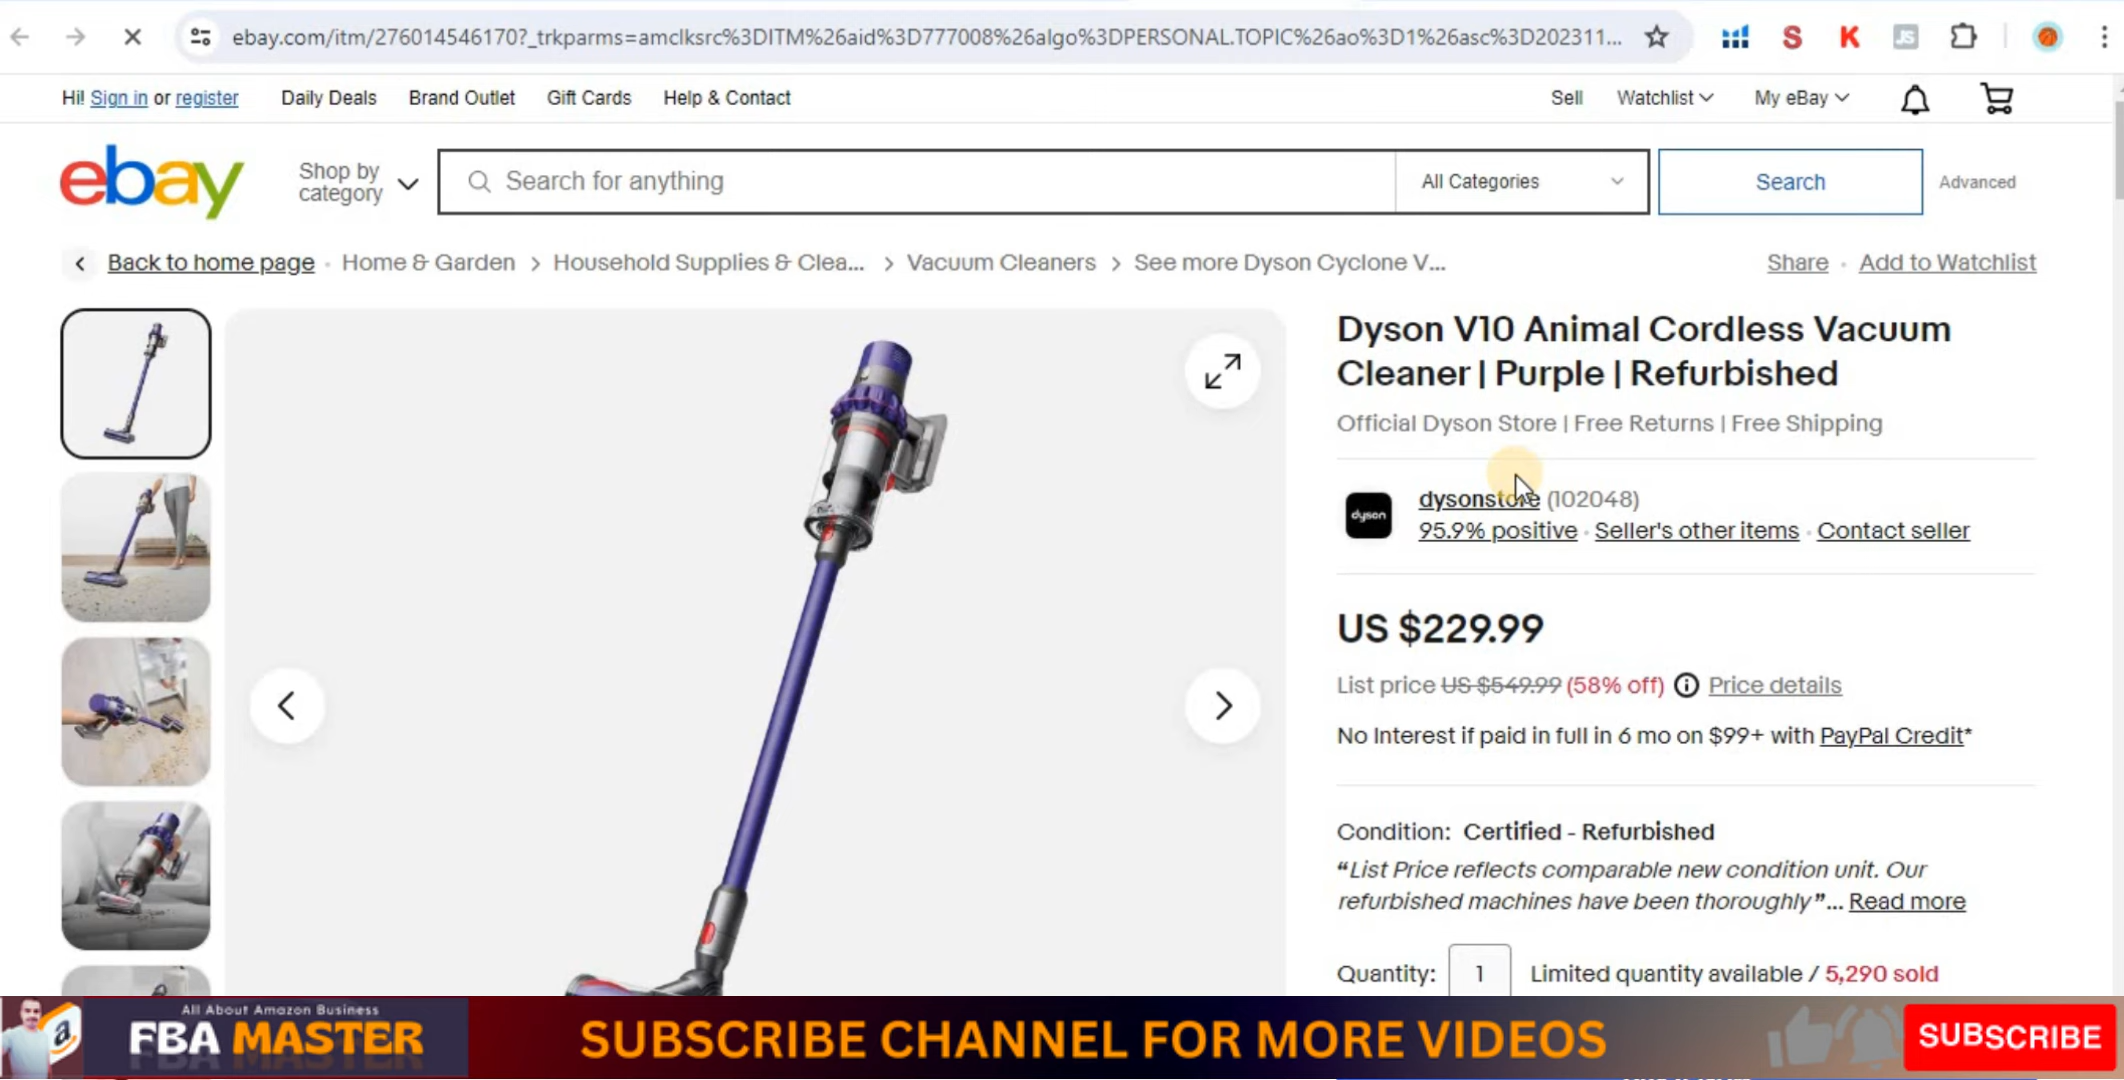 ebay.com/itm/276014546170?_trkparms=amclksrc%3DITM%26aid%3D777008%26algo%3DPERSONAL.TOPIC%26ao%3D1%26asc%3D202311...
S
K
JS
Hi! Sign in or register
Daily Deals
Brand Outlet
Gift Cards
Help & Contact
Sell
Watchlist
My eBay
ebay
Shop by
category
Search for anything
All Categories
Search
Advanced
Back to home page
Home & Garden > Household Supplies & Clea... > Vacuum Cleaners > See more Dyson Cyclone V...
Share
Add to Watchlist
Dyson V10 Animal Cordless Vacuum
Cleaner | Purple | Refurbished
Official Dyson Store | Free Returns | Free Shipping
dyson
dysonstore (102048)
95.9% positive · Seller's other items · Contact seller
US $229.99
List price US $549.99 (58% off) Price details
No Interest if paid in full in 6 mo on $99+ with PayPal Credit*
Condition: Certified - Refurbished
“List Price reflects comparable new condition unit. Our
refurbished machines have been thoroughly”... Read more
Quantity: 1 Limited quantity available / 5,290 sold
All About Amazon Business
FBA MASTER
SUBSCRIBE CHANNEL FOR MORE VIDEOS
SUBSCRIBE